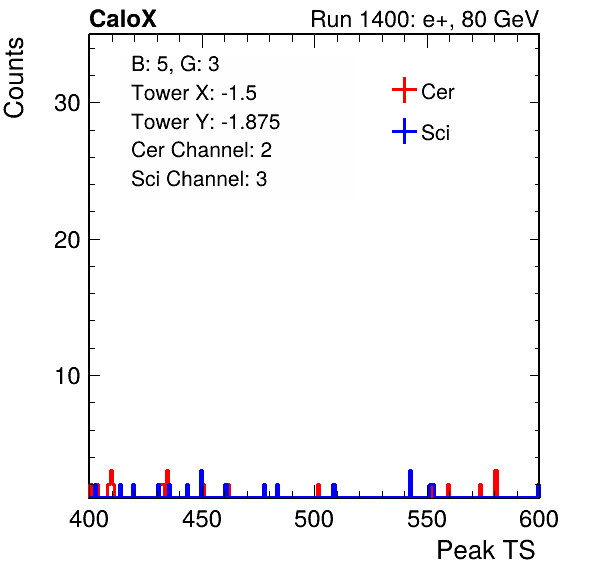 CaloX Run 1400: e+, 80 GeV
Counts
B: 5, G: 3
Tower X: -1.5
Tower Y: -1.875
Cer Channel: 2
Sci Channel: 3
Cer
Sci
30
20
10
400 450 500 550 600
Peak TS